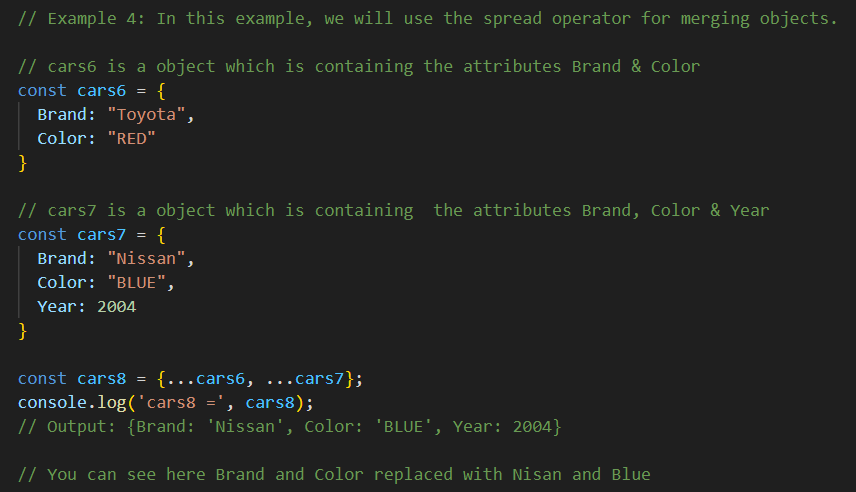 // Example 4: In this example, we will use the spread operator for merging objects.
// cars6 is a object which is containing the attributes Brand & Color
const cars6 = {
  Brand: "Toyota",
  Color: "RED"
}
// cars7 is a object which is containing  the attributes Brand, Color & Year
const cars7 = {
  Brand: "Nissan",
  Color: "BLUE",
  Year: 2004
}
const cars8 = {...cars6, ...cars7};
console.log('cars8 =', cars8);
// Output: {Brand: 'Nissan', Color: 'BLUE', Year: 2004}
// You can see here Brand and Color replaced with Nisan and Blue